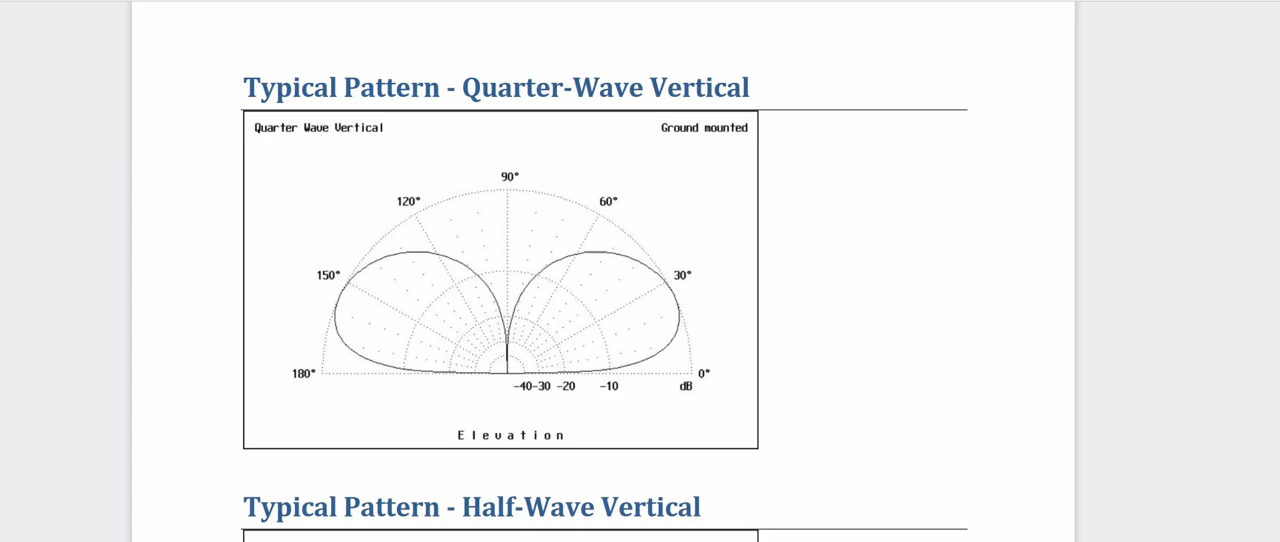 Typical Pattern - Quarter-Wave Vertical
Quarter Wave Vertical Ground mounted
90°
120° 60°
150° 30°
180° 0°
-40-30 -20 -10 dB
Elevation
Typical Pattern - Half-Wave Vertical